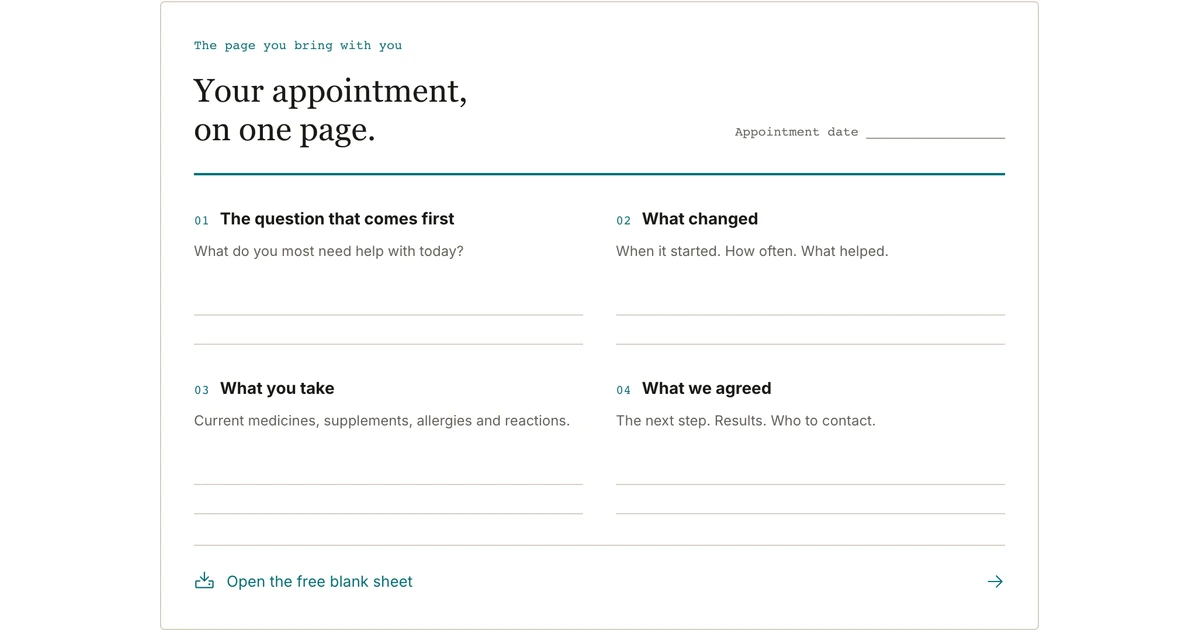 The page you bring with you
Your appointment,
on one page.
Appointment date
01 The question that comes first
What do you most need help with today?
02 What changed
When it started. How often. What helped.
03 What you take
Current medicines, supplements, allergies and reactions.
04 What we agreed
The next step. Results. Who to contact.
Open the free blank sheet